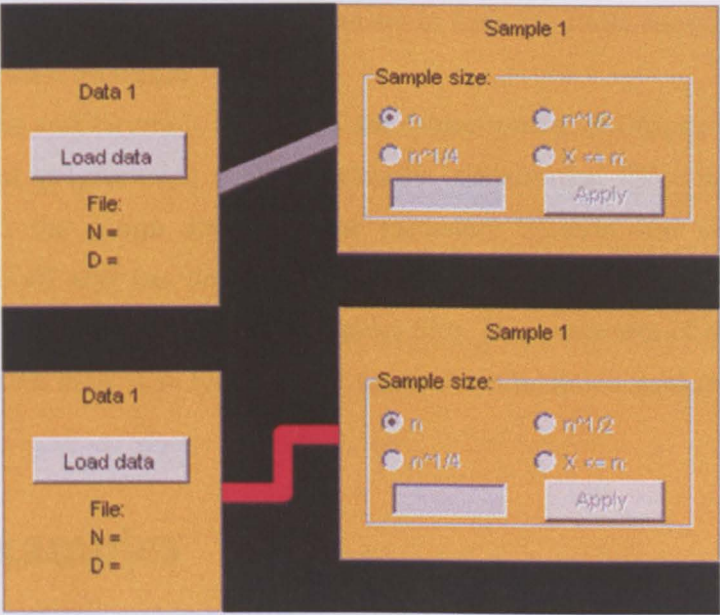 Sample 1
Data 1
Sample size:
n
n^1/2
Load data
n^1/4
X <= n:
Apply
File:
N =
D =
Sample 1
Data 1
Sample size:
n
n^1/2
Load data
n^1/4
X <= n:
Apply
File:
N =
D =